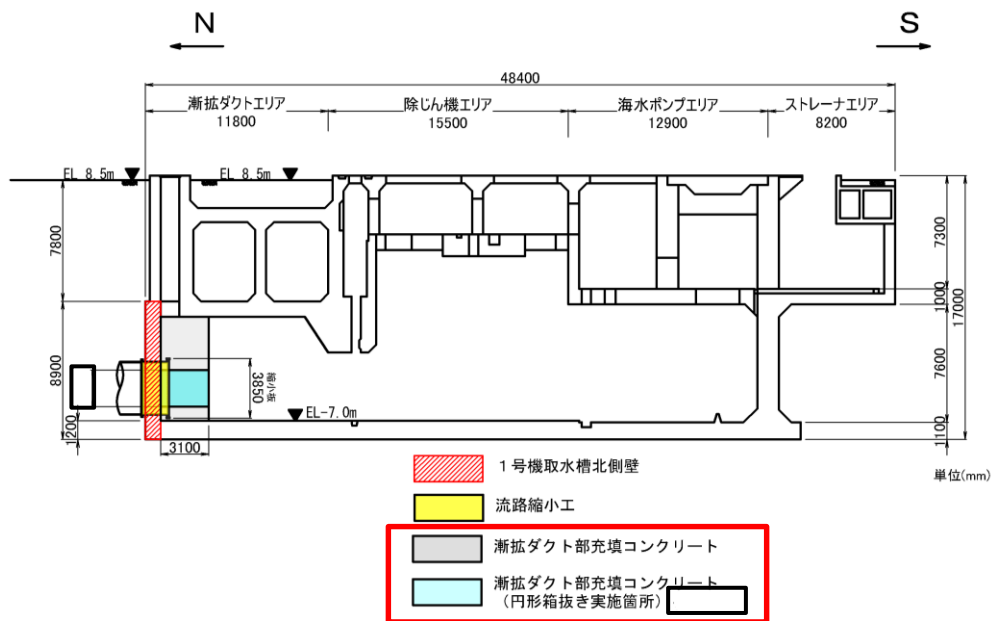 N
S
48400
漸拡ダクトエリア
除じん機エリア
海水ポンプエリア
ストレーナエリア
11800
15500
12900
8200
EL 8.5m
EL 8.5m
7800
7300
1000
17000
8900
縮小板
3850
7600
EL-7.0m
1200
3100
1100
単位(mm)
1号機取水槽北側壁
流路縮小工
漸拡ダクト部充填コンクリート
漸拡ダクト部充填コンクリート
(円形箱抜き実施箇所)